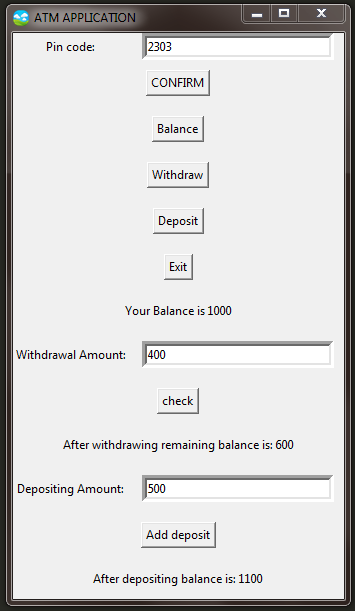 ATM APPLICATION
Pin code: 2303
CONFIRM
Balance
Withdraw
Deposit
Exit
Your Balance is 1000
Withdrawal Amount: 400
check
After withdrawing remaining balance is: 600
Depositing Amount: 500
Add deposit
After depositing balance is: 1100